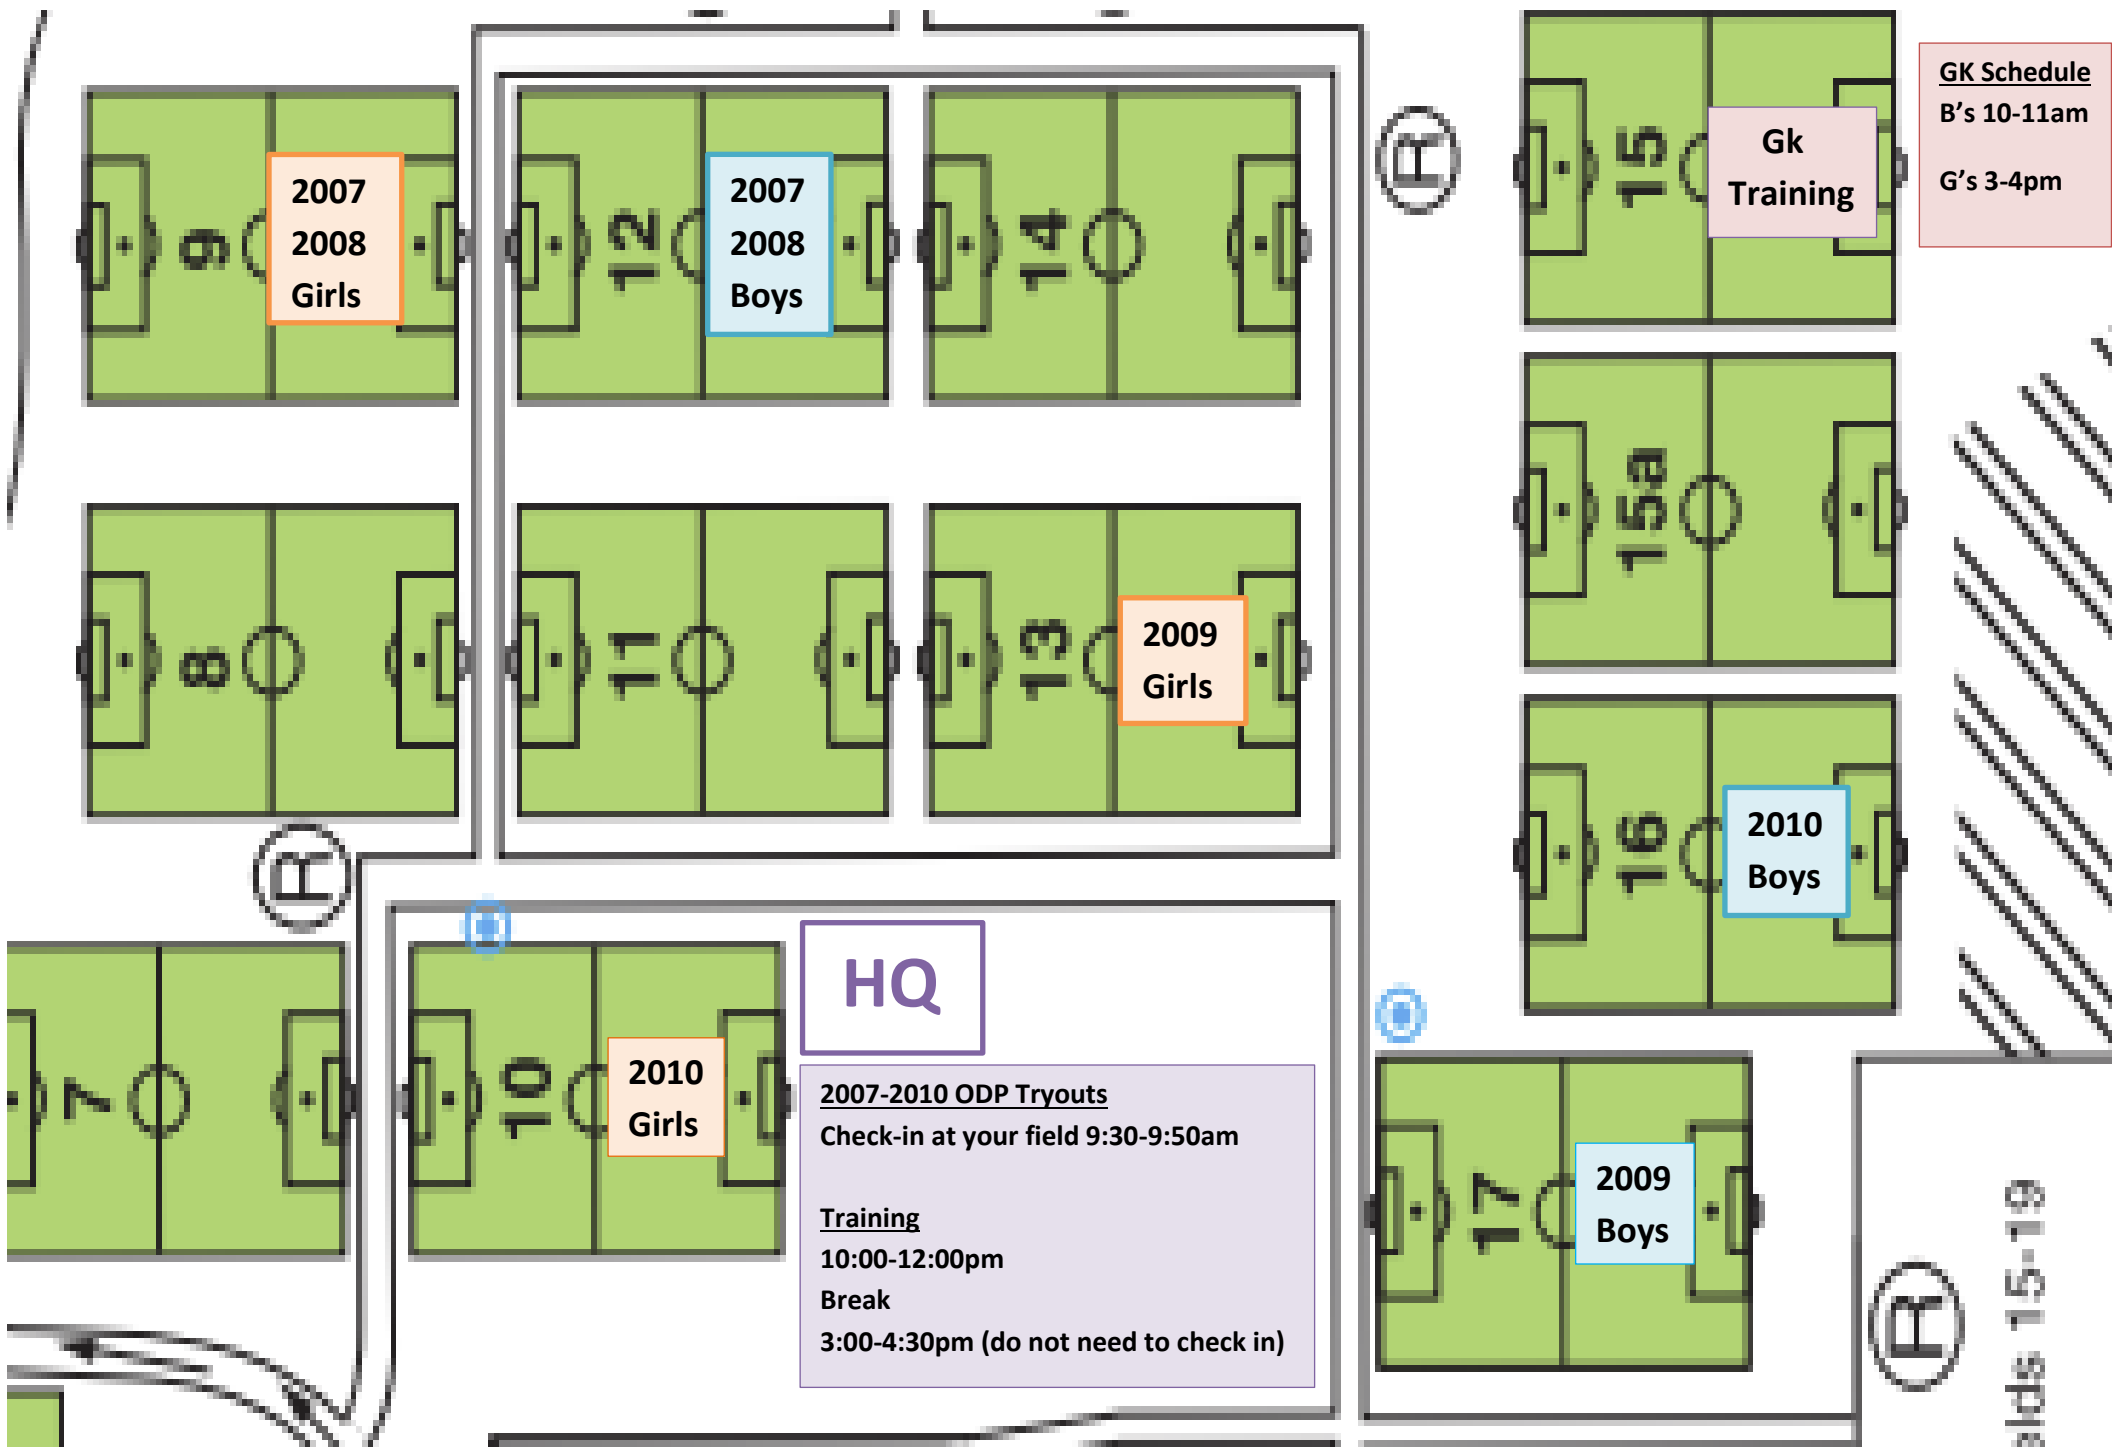 GK Schedule
B's 10-11am
G's 3-4pm
15
Gk
Training
9
2007
2008
Girls
12
2007
2008
Boys
14
R
15a
8
11
13
2009
Girls
16
2010
Boys
R
HQ
7
10
2010
Girls
2007-2010 ODP Tryouts
Check-in at your field 9:30-9:50am
Training
10:00-12:00pm
Break
3:00-4:30pm (do not need to check in)
17
2009
Boys
R
elds 15-19